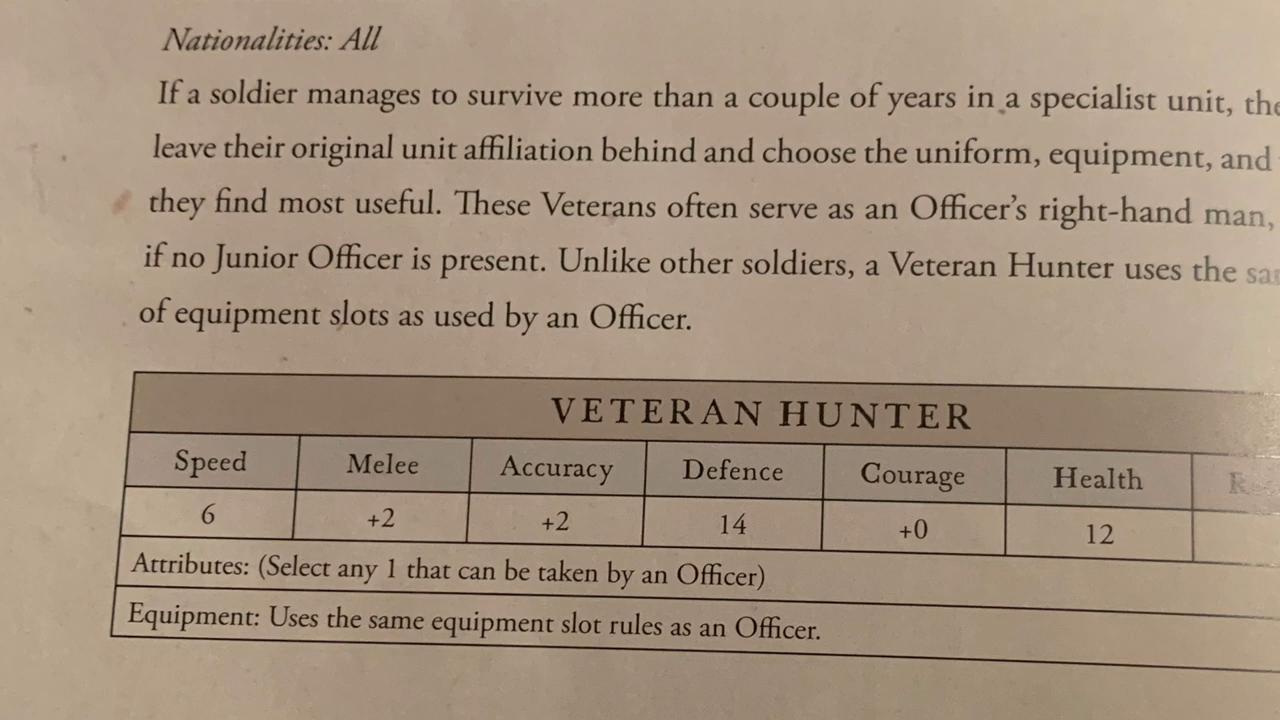 Nationalities: All
If a soldier manages to survive more than a couple of years in a specialist unit,
leave their original unit affiliation behind and choose the uniform, equipment, and
they find most useful. These Veterans often serve as an Officer's right-hand man,
if no Junior Officer is present. Unlike other soldiers, a Veteran Hunter uses the
of equipment slots as used by an Officer.
VETERAN HUNTER
Speed Melee Accuracy Defence Courage Health
6 +2 +2 14 +0 12
Attributes: (Select any 1 that can be taken by an Officer)
Equipment: Uses the same equipment slot rules as an Officer.